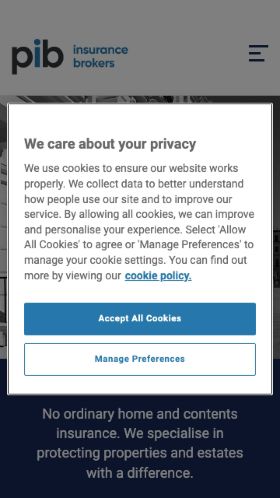 pib insurance
brokers
We care about your privacy
We use cookies to ensure our website works
properly. We collect data to better understand
how people use our site and to improve our
service. By allowing all cookies, we can improve
and personalise your experience. Select 'Allow
All Cookies' to agree or 'Manage Preferences' to
manage your cookie settings. You can find out
more by viewing our cookie policy.
Accept All Cookies
Manage Preferences
No ordinary home and contents
insurance. We specialise in
protecting properties and estates
with a difference.